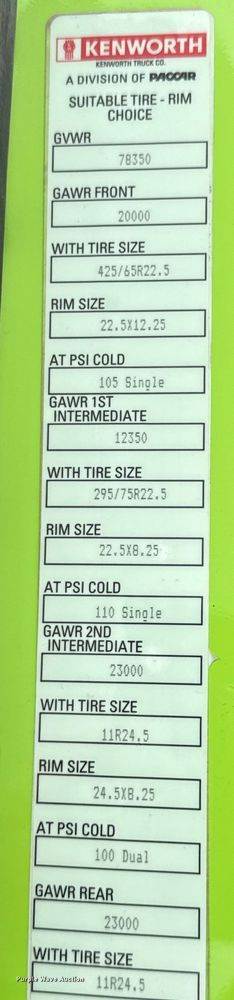 KENWORTH
KENWORTH TRUCK CO.
A DIVISION OF PACCAR
SUITABLE TIRE - RIM
CHOICE
GVWR
78350
GAWR FRONT
20000
WITH TIRE SIZE
425/65R22.5
RIM SIZE
22.5X12.25
AT PSI COLD
105 Single
GAWR 1ST
INTERMEDIATE
12350
WITH TIRE SIZE
295/75R22.5
RIM SIZE
22.5X8.25
AT PSI COLD
110 Single
GAWR 2ND
INTERMEDIATE
23000
WITH TIRE SIZE
11R24.5
RIM SIZE
24.5X8.25
AT PSI COLD
100 Dual
GAWR REAR
23000
WITH TIRE SIZE
11R24.5
Purple Wave Auction